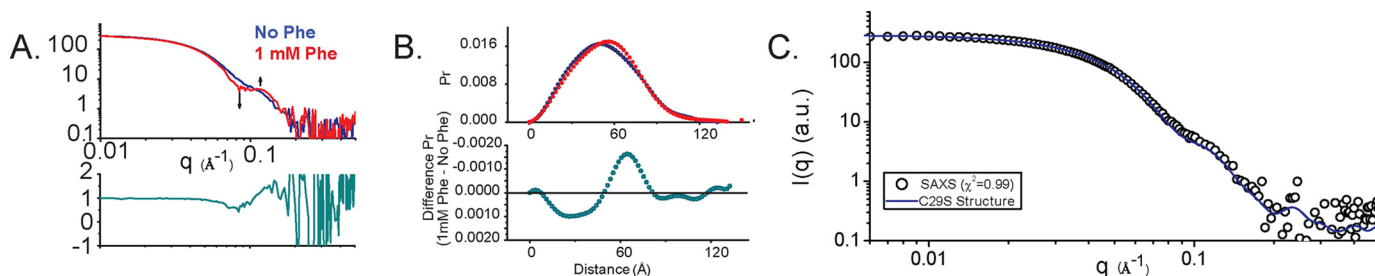 A.
No Phe
1 mM Phe
100
10
1
0.1
0.01
0.1
q (Å⁻¹)
2
1
0
-1
B.
Pr
0.016
0.008
0.000
0
60
120
Difference Pr
(1mM Phe - No Phe)
-0.0020
-0.0010
0.0000
0.0010
0.0020
0
60
120
Distance (Å)
C.
I(q) (a.u.)
100
10
1
0.1
SAXS (χ²=0.99)
C29S Structure
0.01
0.1
q (Å⁻¹)